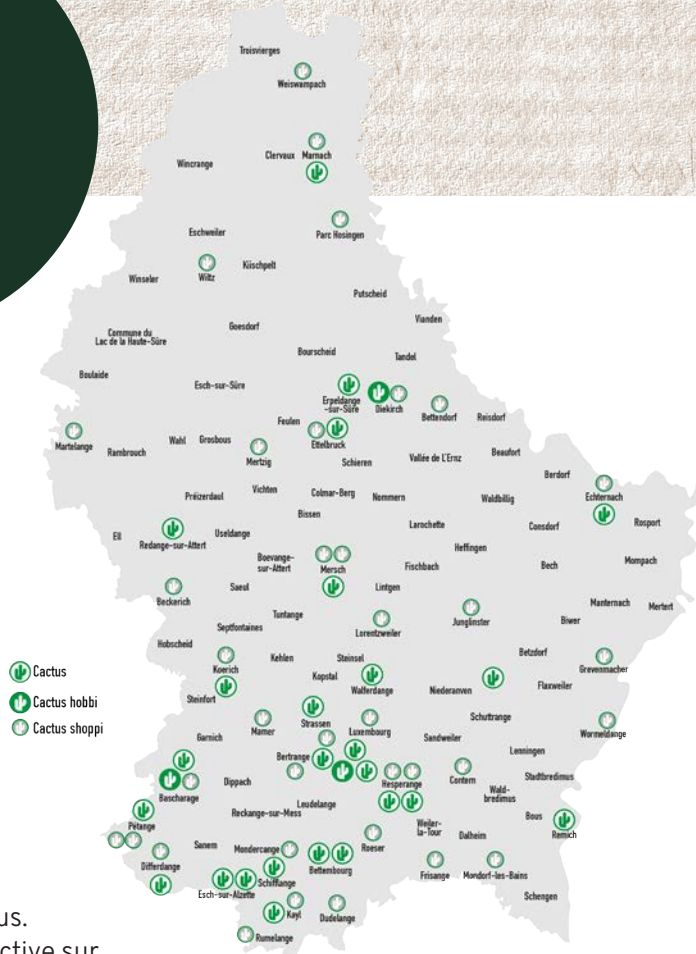 Troisvierges
Weiswampach
Clervaux Marnach
Wincrange
Parc Hosingen
Eschweiler
Wiltz
Kiischpelt
Winseler
Putscheid
Vianden
Goesdorf
Commune du
Lac de la Haute-Sûre
Bourscheid
Tandel
Boulaide
Esch-sur-Sûre
Erpeldange
-sur-Sûre
Diekirch
Bettendorf
Reisdorf
Feulen
Martelange
Rambrouch
Wahl
Grosbous
Ettelbruck
Mertzig
Schieren
Vallée de L'Ernz
Beaufort
Berdorf
Vichten
Colmar-Berg
Nommern
Préizerdaul
Waldbillig
Echternach
Bissen
Larochette
Consdorf
Rosport
Ell
Redange-sur-Attert
Useldange
Heffingen
Boevange-
sur-Attert
Mersch
Fischbach
Bech
Mompach
Beckerich
Saeul
Lintgen
Manternach
Mertert
Tuntange
Junglinster
Biwer
Septfontaines
Lorentzweiler
Hobscheid
Koerich
Kehlen
Steinsel
Betzdorf
Grevenmacher
Kopstal
Walferdange
Niederanven
Flaxweiler
Steinfort
Strassen
Schuttrange
Mamer
Luxembourg
Wormeldange
Garnich
Sandweiler
Lenningen
Bertrange
Hesperange
Contern
Stadtbredimus
Dippach
Wald-
bredimus
Bascharage
Leudelange
Reckange-sur-Mess
Weiler-
la-Tour
Bous
Remich
Pétange
Dalheim
Sanem
Mondercange
Roeser
Differdange
Bettembourg
Frisange
Mondorf-les-Bains
Schifflange
Esch-sur-Alzette
Schengen
Kayl
Dudelange
Rumelange
Cactus
Cactus hobbi
Cactus shoppi
us.
ctive sur